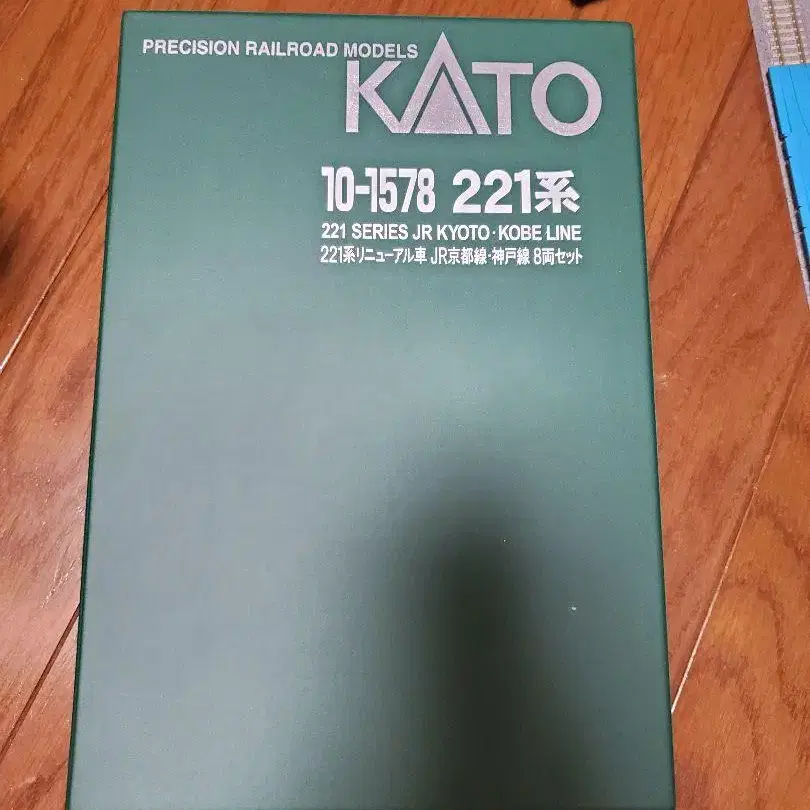 PRECISION RAILROAD MODELS
KATO
10-1578 221系
221 SERIES JR KYOTO・KOBE LINE
221系リニューアル車 JR京都線・神戸線 8両セット